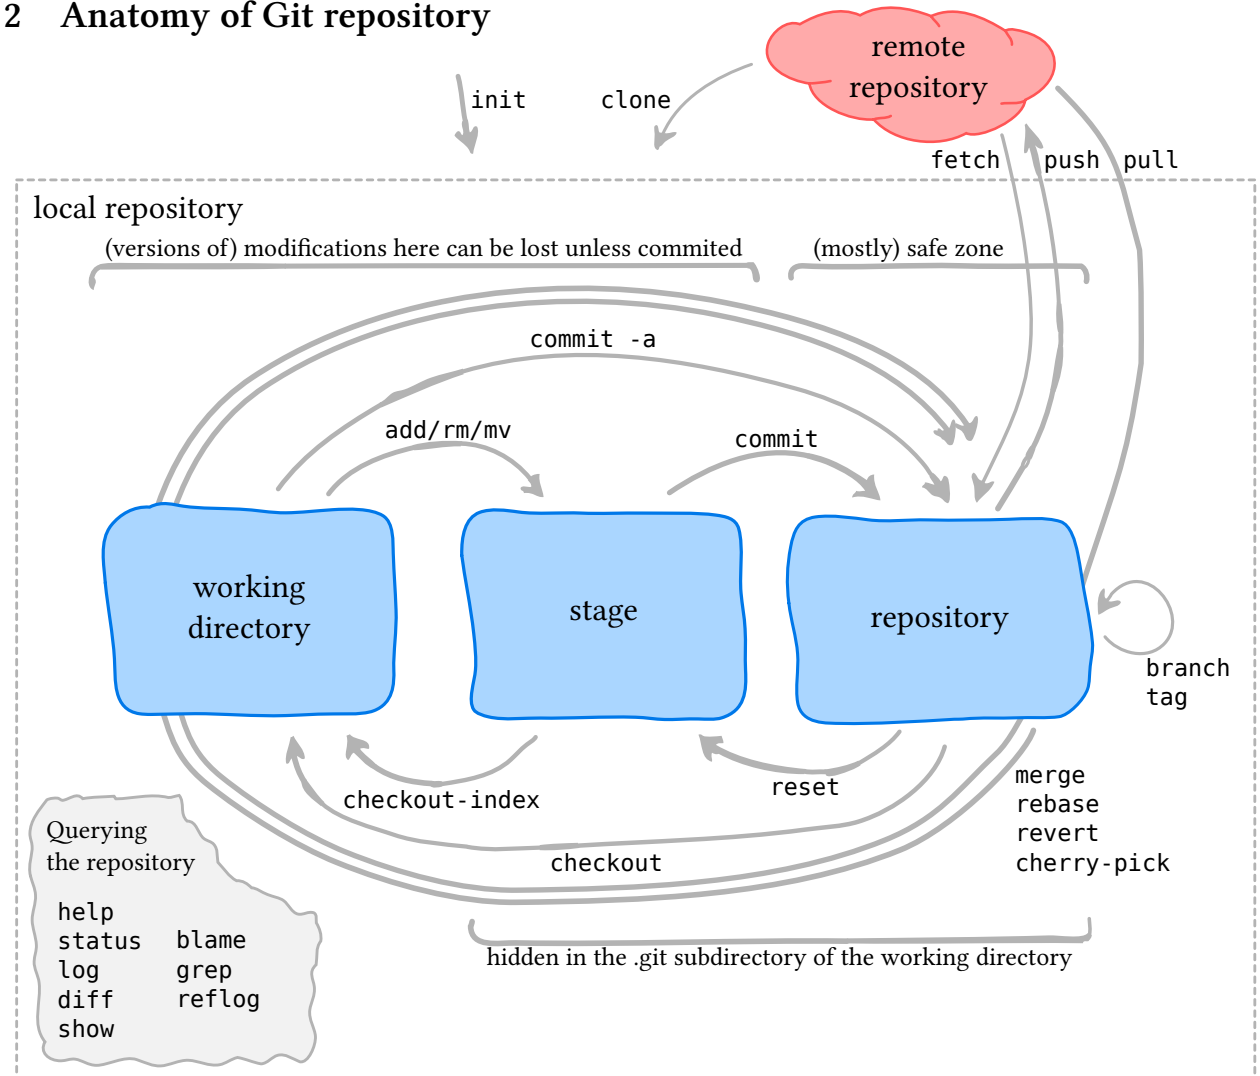 2 Anatomy of Git repository
remote
repository
init
clone
fetch
push
pull
local repository
(versions of) modifications here can be lost unless commited
(mostly) safe zone
commit -a
add/rm/mv
commit
working
directory
stage
repository
branch
tag
checkout-index
reset
merge
rebase
revert
cherry-pick
checkout
Querying
the repository
help
status blame
log grep
diff reflog
show
hidden in the .git subdirectory of the working directory